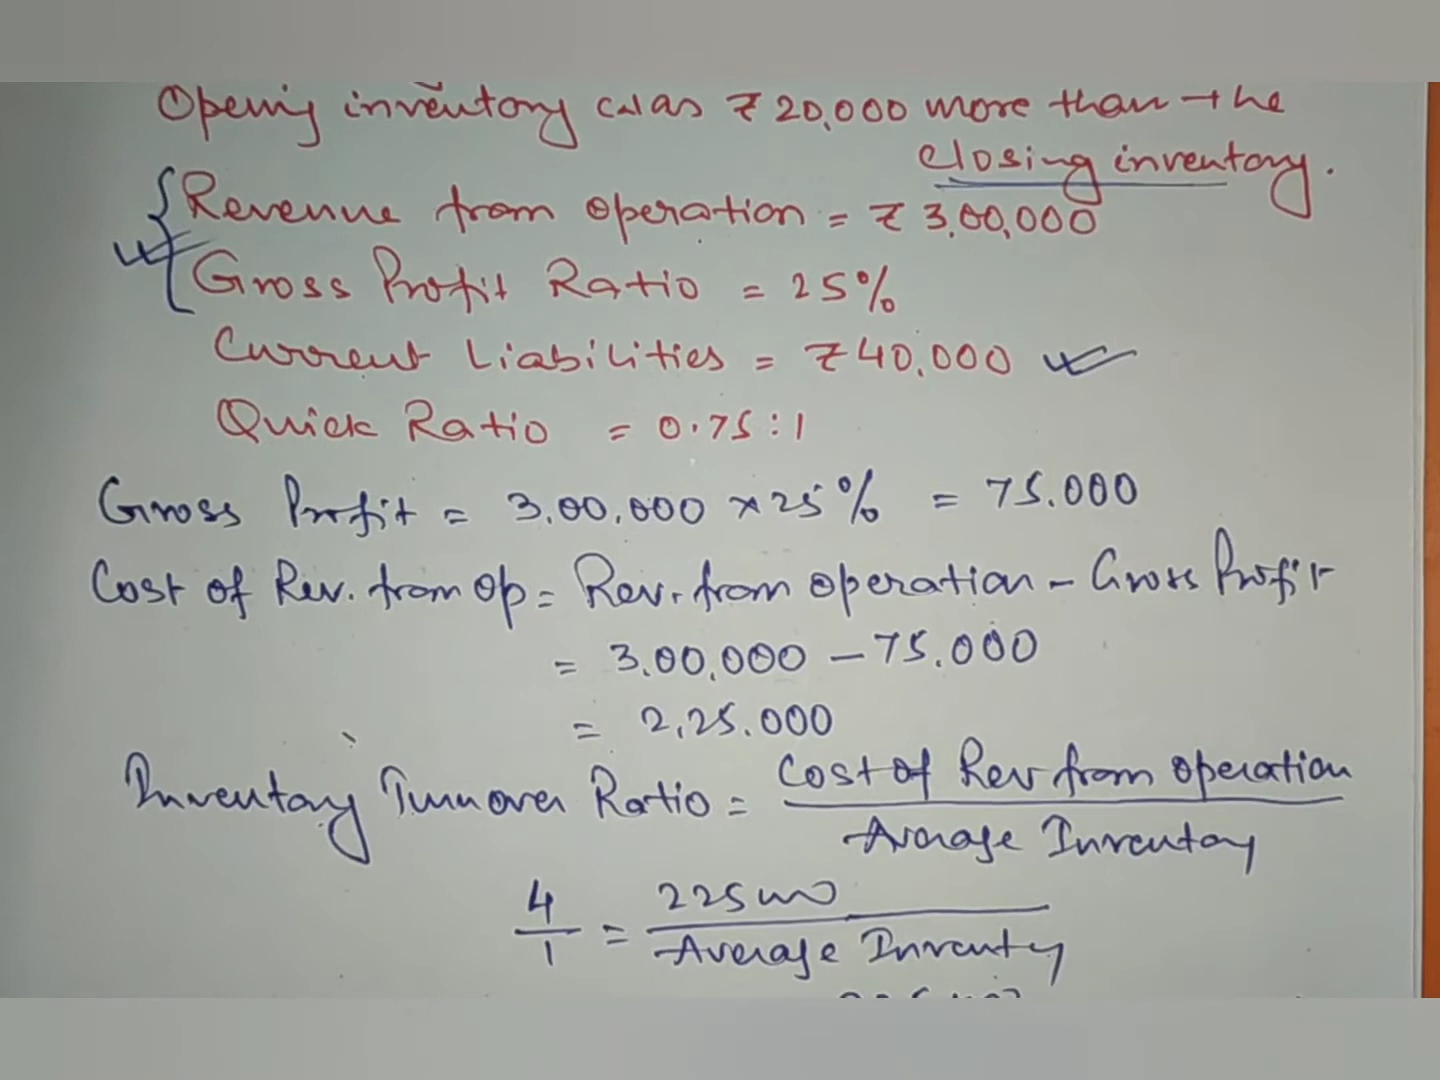 Opening inventory was ₹20,000 more than the
closing inventory.
Revenue from operation = ₹3,00,000
Gross Profit Ratio = 25%
Current Liabilities = ₹40,000
Quick Ratio = 0.75:1
Gross Profit = 3,00,000 × 25% = 75,000
Cost of Rev. from op = Rev. from operation - Gross Profit
= 3,00,000 - 75,000
= 2,25,000
Inventory Turnover Ratio = Cost of Rev from operation
Average Inventory
4/1 = 225000
Average Inventory